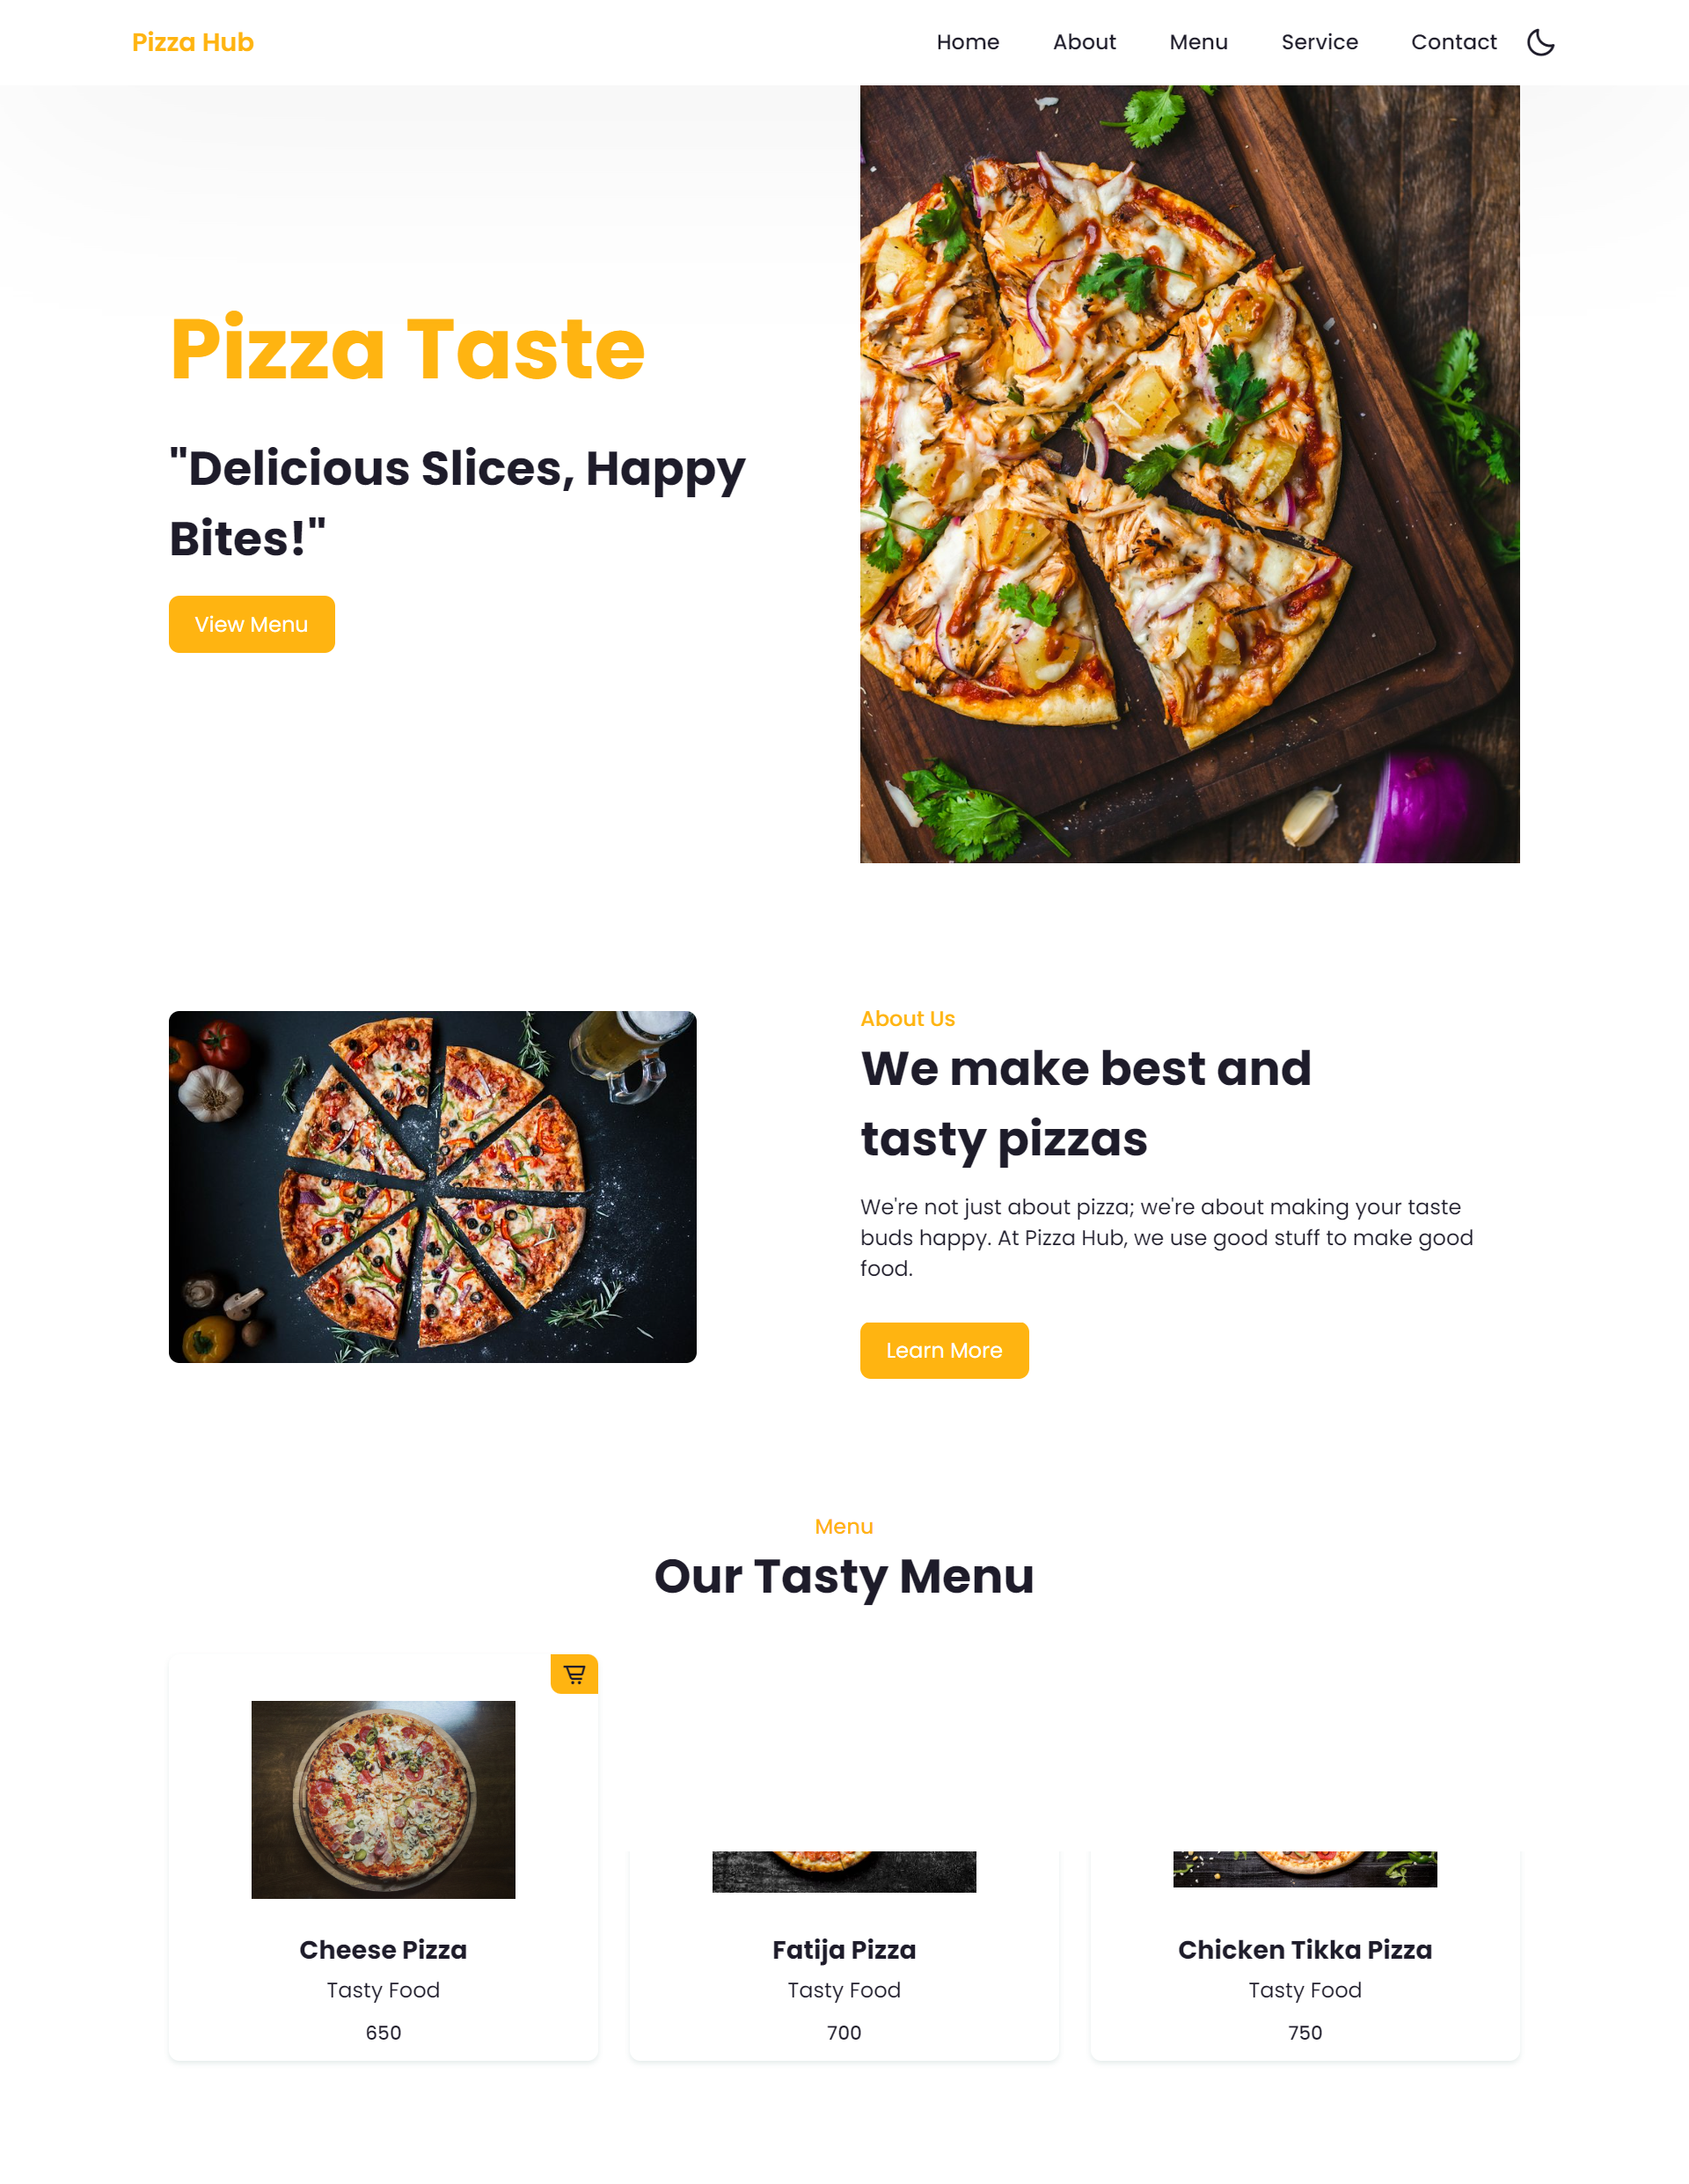 Pizza Hub
Home About Menu Service Contact
Pizza Taste
"Delicious Slices, Happy
Bites!"
View Menu
About Us
We make best and
tasty pizzas
We're not just about pizza; we're about making your taste
buds happy. At Pizza Hub, we use good stuff to make good
food.
Learn More
Menu
Our Tasty Menu
Cheese Pizza
Tasty Food
650
Fatija Pizza
Tasty Food
700
Chicken Tikka Pizza
Tasty Food
750